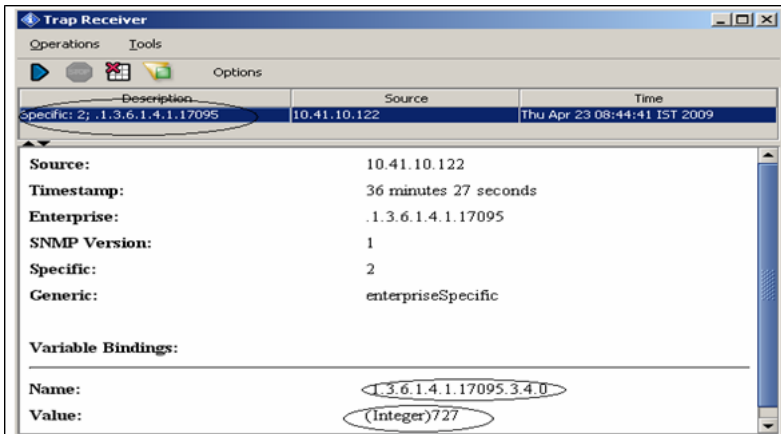 Trap Receiver
Operations Tools
STOP Options
Description Source Time
Specific: 2; .1.3.6.1.4.1.17095 10.41.10.122 Thu Apr 23 08:44:41 IST 2009
Source: 10.41.10.122
Timestamp: 36 minutes 27 seconds
Enterprise: .1.3.6.1.4.1.17095
SNMP Version: 1
Specific: 2
Generic: enterpriseSpecific
Variable Bindings:
Name: .1.3.6.1.4.1.17095.3.4.0
Value: (Integer)727